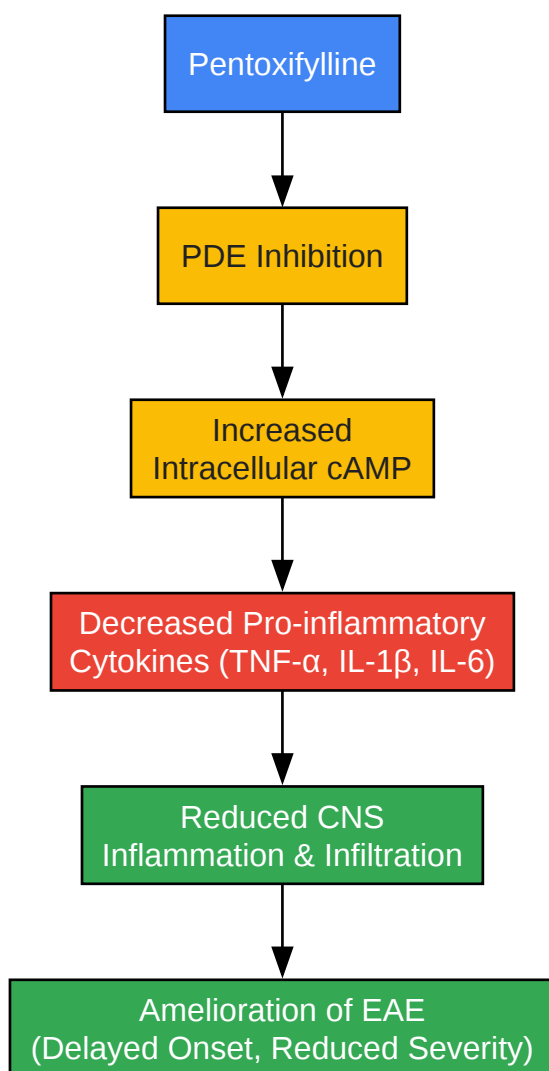 Pentoxifylline
PDE Inhibition
Increased
Intracellular cAMP
Decreased Pro-inflammatory
Cytokines (TNF-α, IL-1β, IL-6)
Reduced CNS
Inflammation & Infiltration
Amelioration of EAE
(Delayed Onset, Reduced Severity)